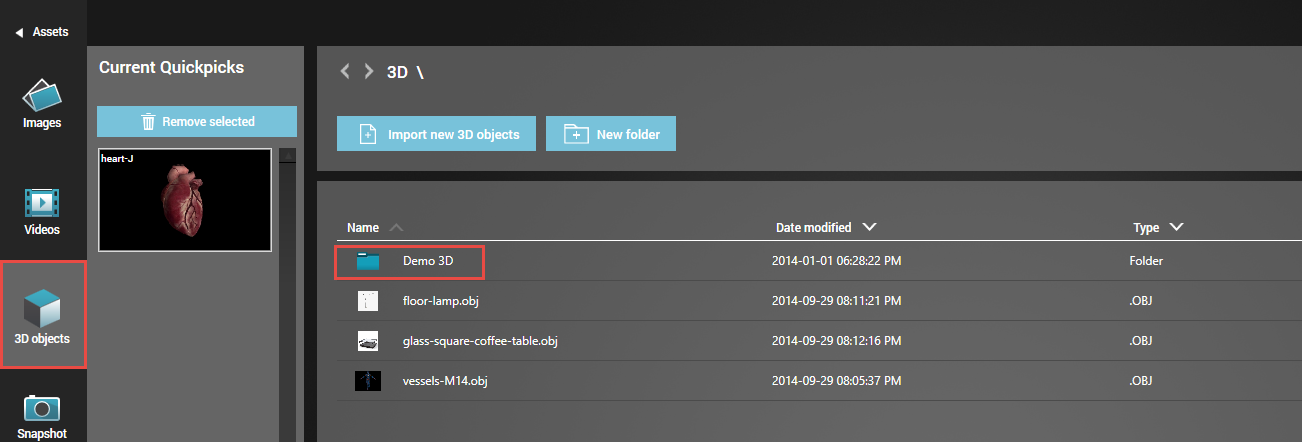 Assets
Images
Videos
3D objects
Snapshot
Current Quickpicks
Remove selected
heart-J
3D \
Import new 3D objects
New folder
Name Date modified Type
Demo 3D 2014-01-01 06:28:22 PM Folder
floor-lamp.obj 2014-09-29 08:11:21 PM .OBJ
glass-square-coffee-table.obj 2014-09-29 08:12:16 PM .OBJ
vessels-M14.obj 2014-09-29 08:05:37 PM .OBJ